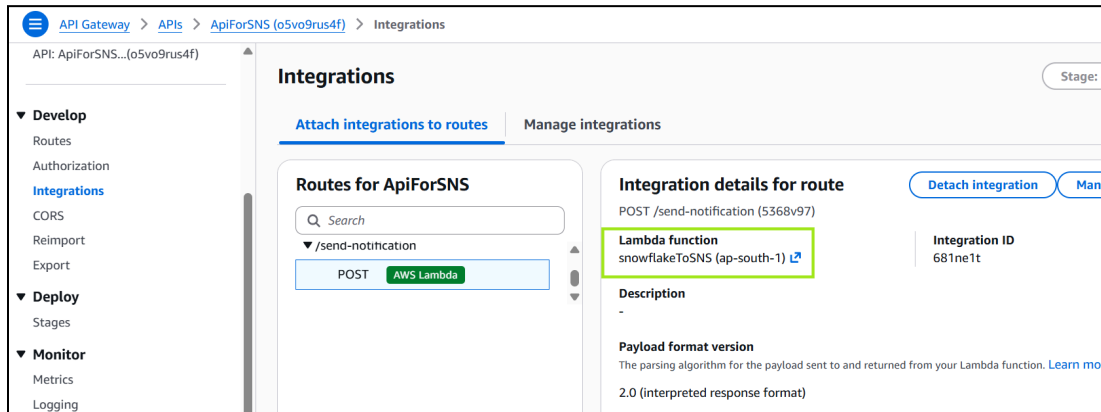 API Gateway > APIs > ApiForSNS (o5vo9rus4f) > Integrations
API: ApiForSNS...(o5vo9rus4f)
Develop
Routes
Authorization
Integrations
CORS
Reimport
Export
Deploy
Stages
Monitor
Metrics
Logging
Integrations
Stage:
Attach integrations to routes
Manage integrations
Routes for ApiForSNS
Search
/send-notification
POST AWS Lambda
Integration details for route
Detach integration
Man
POST /send-notification (5368v97)
Lambda function
snowflakeToSNS (ap-south-1)
Integration ID
681ne1t
Description
-
Payload format version
The parsing algorithm for the payload sent to and returned from your Lambda function. Learn mo
2.0 (interpreted response format)